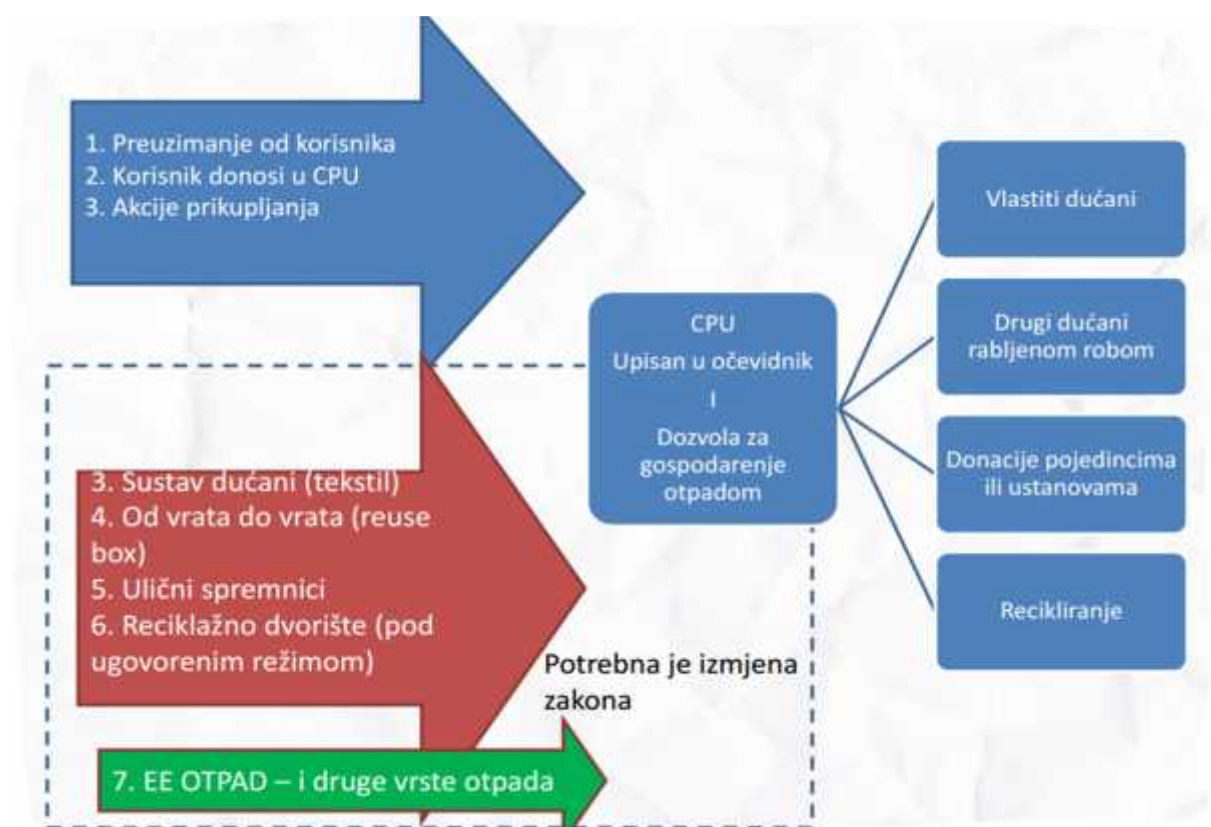 1. Preuzimanje od korisnika
2. Korisnik donosi u CPU
3. Akcije prikupljanja
3. Sustav dućani (tekstil)
4. Od vrata do vrata (reuse
box)
5. Ulični spremnici
6. Reciklažno dvorište (pod
ugovorenim režimom)
Potrebna je izmjena
zakona
7. EE OTPAD – i druge vrste otpada
CPU
Upisan u očevidnik
I
Dozvola za
gospodarenje
otpadom
Vlastiti dućani
Drugi dućani
rabljenom robom
Donacije pojedincima
ili ustanovama
Recikliranje